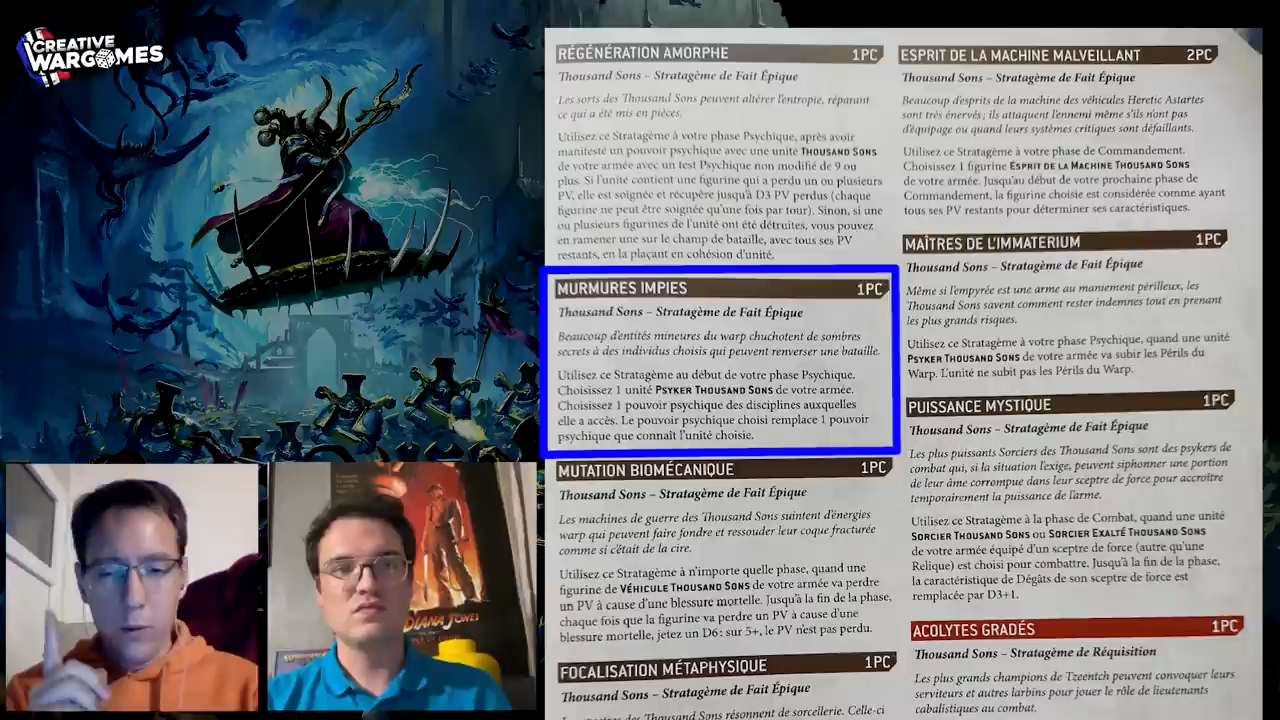 CREATIVE
WARGAMES
RÉGÉNÉRATION AMORPHE 1PC
Thousand Sons – Stratagème de Fait Épique
Les sorts des Thousand Sons peuvent altérer l'entropie, réparant
ce qui a été mis en pièces.
Utilisez ce Stratagème à votre phase Psychique, après avoir
manifesté un pouvoir psychique avec une unité THOUSAND SONS
de votre armée avec un test Psychique non modifié de 9 ou
plus. Si l'unité contient une figurine qui a perdu un ou plusieurs
PV, elle est soignée et récupère jusqu'à D3 PV perdus (chaque
figurine ne peut être soignée qu'une fois par tour). Sinon, si une
ou plusieurs figurines de l'unité ont été détruites, vous pouvez
en ramener une sur le champ de bataille, avec tous ses PV
restants, en la plaçant en cohésion d'unité.
MURMURES IMPIES 1PC
Thousand Sons – Stratagème de Fait Épique
Beaucoup d'entités mineures du warp chuchotent de sombres
secrets à des individus choisis qui peuvent renverser une bataille.
Utilisez ce Stratagème au début de votre phase Psychique.
Choisissez 1 unité PSYKER THOUSAND SONS de votre armée.
Choisissez 1 pouvoir psychique des disciplines auxquelles
elle a accès. Le pouvoir psychique choisi remplace 1 pouvoir
psychique que connaît l'unité choisie.
MUTATION BIOMÉCANIQUE 1PC
Thousand Sons – Stratagème de Fait Épique
Les machines de guerre des Thousand Sons suintent d'énergies
warp qui peuvent faire fondre et ressouder leur coque fracturée
comme si c'était de la cire.
Utilisez ce Stratagème à n'importe quelle phase, quand une
figurine de VÉHICULE THOUSAND SONS de votre armée va perdre
un PV à cause d'une blessure mortelle. Jusqu'à la fin de la phase,
chaque fois que la figurine va perdre un PV à cause d'une
blessure mortelle, jetez un D6 : sur 5+, le PV n'est pas perdu.
FOCALISATION MÉTAPHYSIQUE 1PC
Thousand Sons – Stratagème de Fait Épique
Thousand Sons résonnent de sorcellerie. Celle-ci
ESPRIT DE LA MACHINE MALVEILLANT 2PC
Thousand Sons – Stratagème de Fait Épique
Beaucoup d'esprits de la machine des véhicules Heretic Astartes
sont très énervés ; ils attaquent l'ennemi même s'ils n'ont pas
d'équipage ou quand leurs systèmes critiques sont défaillants.
Utilisez ce Stratagème à votre phase de Commandement.
Choisissez 1 figurine ESPRIT DE LA MACHINE THOUSAND SONS
de votre armée. Jusqu'au début de votre prochaine phase de
Commandement, la figurine choisie est considérée comme ayant
tous ses PV restants pour déterminer ses caractéristiques.
MAÎTRES DE L'IMMATERIUM 1PC
Thousand Sons – Stratagème de Fait Épique
Même si l'empyrée est une arme au maniement périlleux, les
Thousand Sons savent comment rester indemnes tout en prenant
les plus grands risques.
Utilisez ce Stratagème à votre phase Psychique, quand une unité
PSYKER THOUSAND SONS de votre armée va subir les Périls du
Warp. L'unité ne subit pas les Périls du Warp.
PUISSANCE MYSTIQUE 1PC
Thousand Sons – Stratagème de Fait Épique
Les plus puissants Sorciers des Thousand Sons sont des psykers de
combat qui, si la situation l'exige, peuvent siphonner une portion
de leur âme corrompue dans leur sceptre de force pour accroître
temporairement la puissance de l'arme.
Utilisez ce Stratagème à la phase de Combat, quand une unité
SORCIER THOUSAND SONS ou SORCIER EXALTÉ THOUSAND SONS
de votre armée équipé d'un sceptre de force (autre qu'une
Relique) est choisi pour combattre. Jusqu'à la fin de la phase,
la caractéristique de Dégâts de son sceptre de force est
remplacée par D3+1.
ACOLYTES GRADÉS 1PC
Thousand Sons – Stratagème de Réquisition
Les plus grands champions de Tzeentch peuvent convoquer leurs
serviteurs et autres larbins pour jouer le rôle de lieutenants
cabalistiques au combat.
DIANA JONES